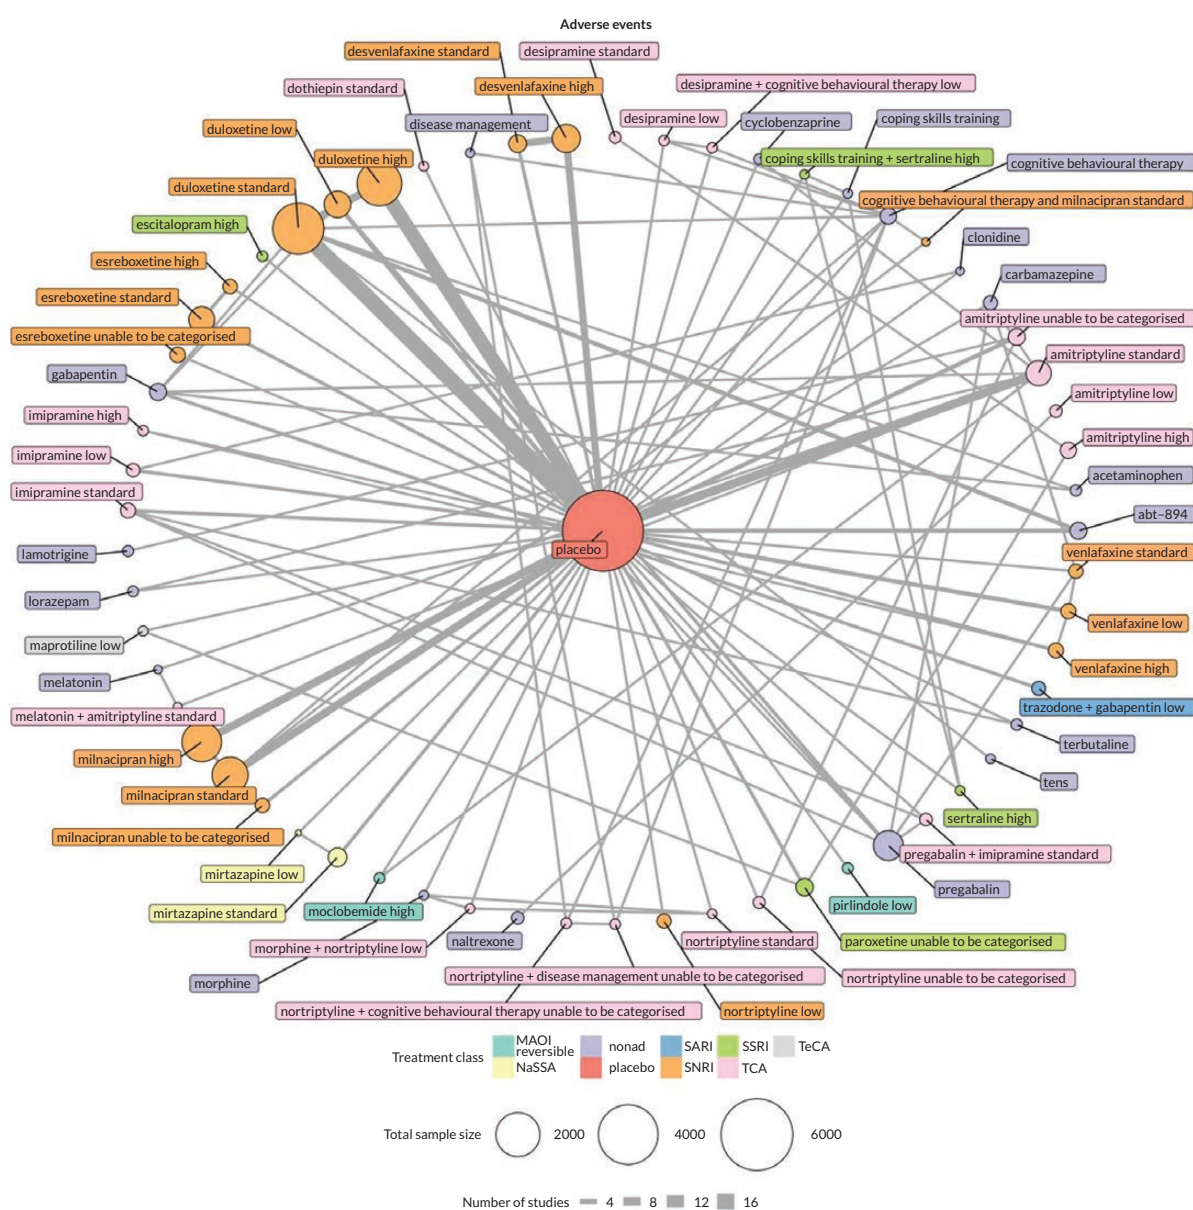 Adverse events
desvenlafaxine standard
desipramine standard
dothiepin standard
desvenlafaxine high
desipramine + cognitive behavioural therapy low
duloxetine low
disease management
desipramine low
cyclobenzaprine
coping skills training
duloxetine high
coping skills training + sertraline high
cognitive behavioural therapy
duloxetine standard
cognitive behavioural therapy and milnacipran standard
escitalopram high
clonidine
esreboxetine high
carbamazepine
esreboxetine standard
amitriptyline unable to be categorised
esreboxetine unable to be categorised
amitriptyline standard
gabapentin
amitriptyline low
imipramine high
amitriptyline high
imipramine low
acetaminophen
imipramine standard
abt–894
placebo
lamotrigine
venlafaxine standard
lorazepam
venlafaxine low
maprotiline low
venlafaxine high
melatonin
trazodone + gabapentin low
melatonin + amitriptyline standard
terbutaline
milnacipran high
tens
milnacipran standard
sertraline high
milnacipran unable to be categorised
pregabalin + imipramine standard
mirtazapine low
pregabalin
mirtazapine standard
moclobemide high
pirlindole low
morphine + nortriptyline low
naltrexone
nortriptyline standard
paroxetine unable to be categorised
nortriptyline + disease management unable to be categorised
nortriptyline unable to be categorised
morphine
nortriptyline + cognitive behavioural therapy unable to be categorised
nortriptyline low
Treatment class
MAOI
reversible
nonad
SARI
SSRI
TeCA
NaSSA
placebo
SNRI
TCA
Total sample size
2000
4000
6000
Number of studies
4
8
12
16